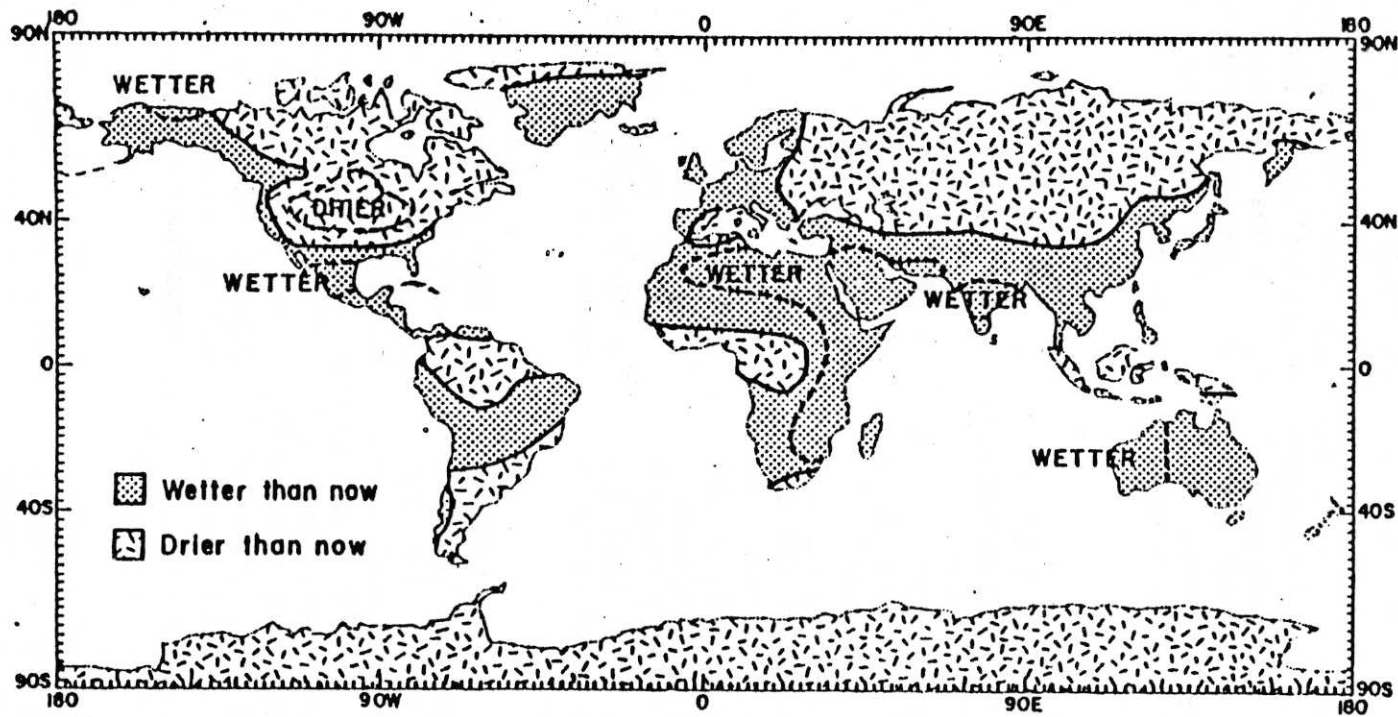 180 90W 0 90E 180
90N 90N
WETTER
40N DRIER 40N
WETTER WETTER WETTER
0 0
WETTER
Wetter than now
40S 40S
Drier than now
90S 90S
180 90W 0 90E 180